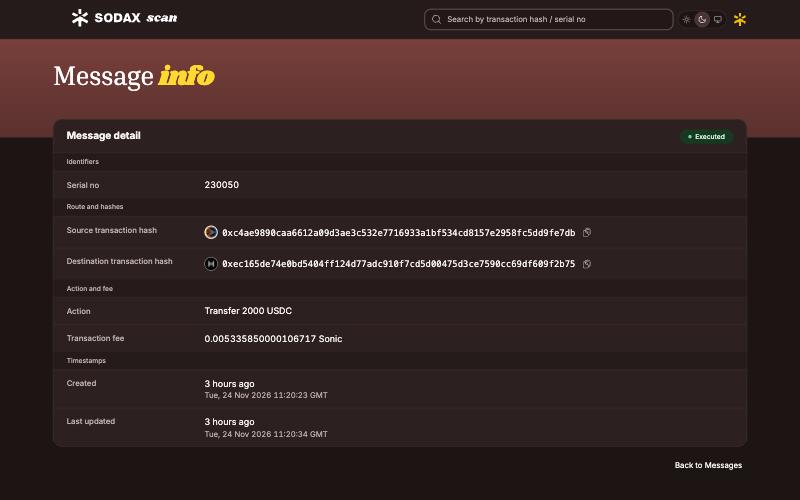 SODAX scan
Search by transaction hash / serial no
Message info
Message detail
Executed
Identifiers
Serial no
230050
Route and hashes
Source transaction hash
0xc4ae9890caa6612a09d3ae3c532e7716933a1bf534cd8157e2958fc5dd9fe7db
Destination transaction hash
0xec165de74e0bd5404ff124d77adc910f7cd5d00475d3ce7590cc69df609f2b75
Action and fee
Action
Transfer 2000 USDC
Transaction fee
0.005335850000106717 Sonic
Timestamps
Created
3 hours ago
Tue, 24 Nov 2026 11:20:23 GMT
Last updated
3 hours ago
Tue, 24 Nov 2026 11:20:34 GMT
Back to Messages